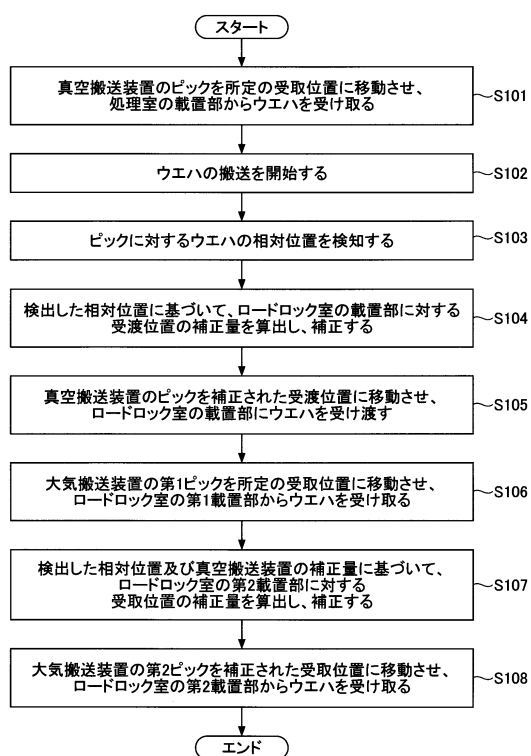 スタート
真空搬送装置のピックを所定の受取位置に移動させ、
処理室の載置部からウエハを受け取る
S101
ウエハの搬送を開始する
S102
ピックに対するウエハの相対位置を検知する
S103
検出した相対位置に基づいて、ロードロック室の載置部に対する
受渡位置の補正量を算出し、補正する
S104
真空搬送装置のピックを補正された受渡位置に移動させ、
ロードロック室の載置部にウエハを受け渡す
S105
大気搬送装置の第1ピックを所定の受取位置に移動させ、
ロードロック室の第1載置部からウエハを受け取る
S106
検出した相対位置及び真空搬送装置の補正量に基づいて、
ロードロック室の第2載置部に対する
受取位置の補正量を算出し、補正する
S107
大気搬送装置の第2ピックを補正された受取位置に移動させ、
ロードロック室の第2載置部からウエハを受け取る
S108
エンド